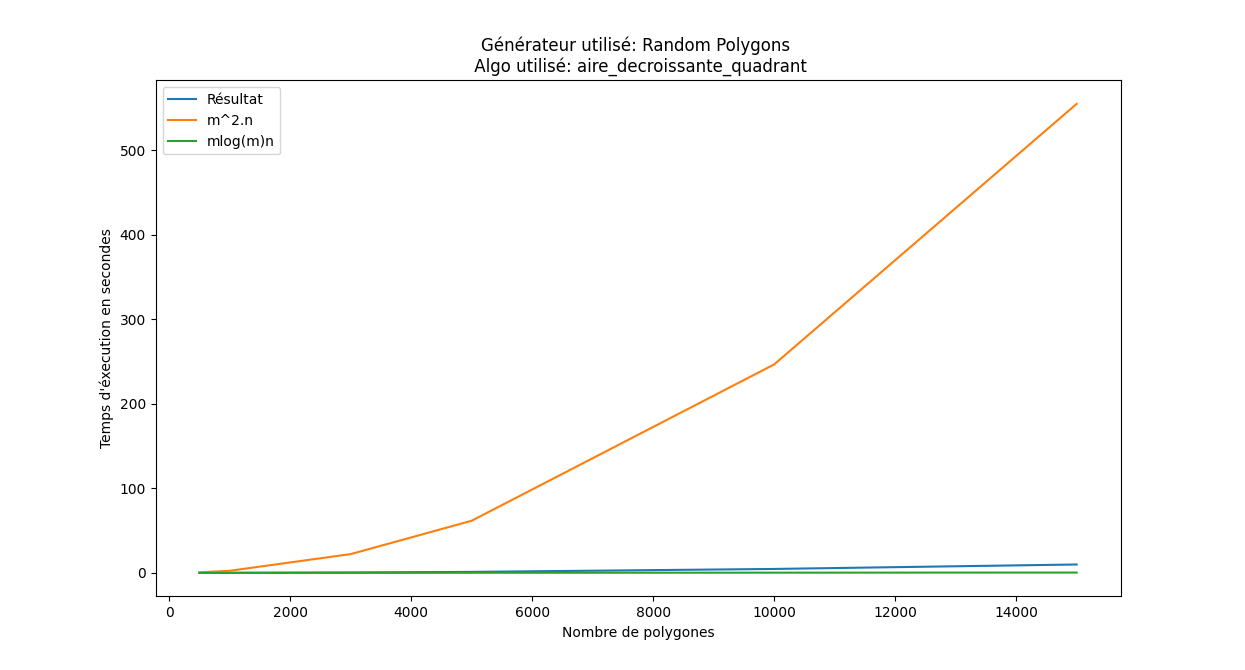 Générateur utilisé: Random Polygons
Algo utilisé: aire_decroissante_quadrant
Résultat
m^2.n
mlog(m)n
Temps d'éxecution en secondes
500
400
300
200
100
0
0 2000 4000 6000 8000 10000 12000 14000
Nombre de polygones